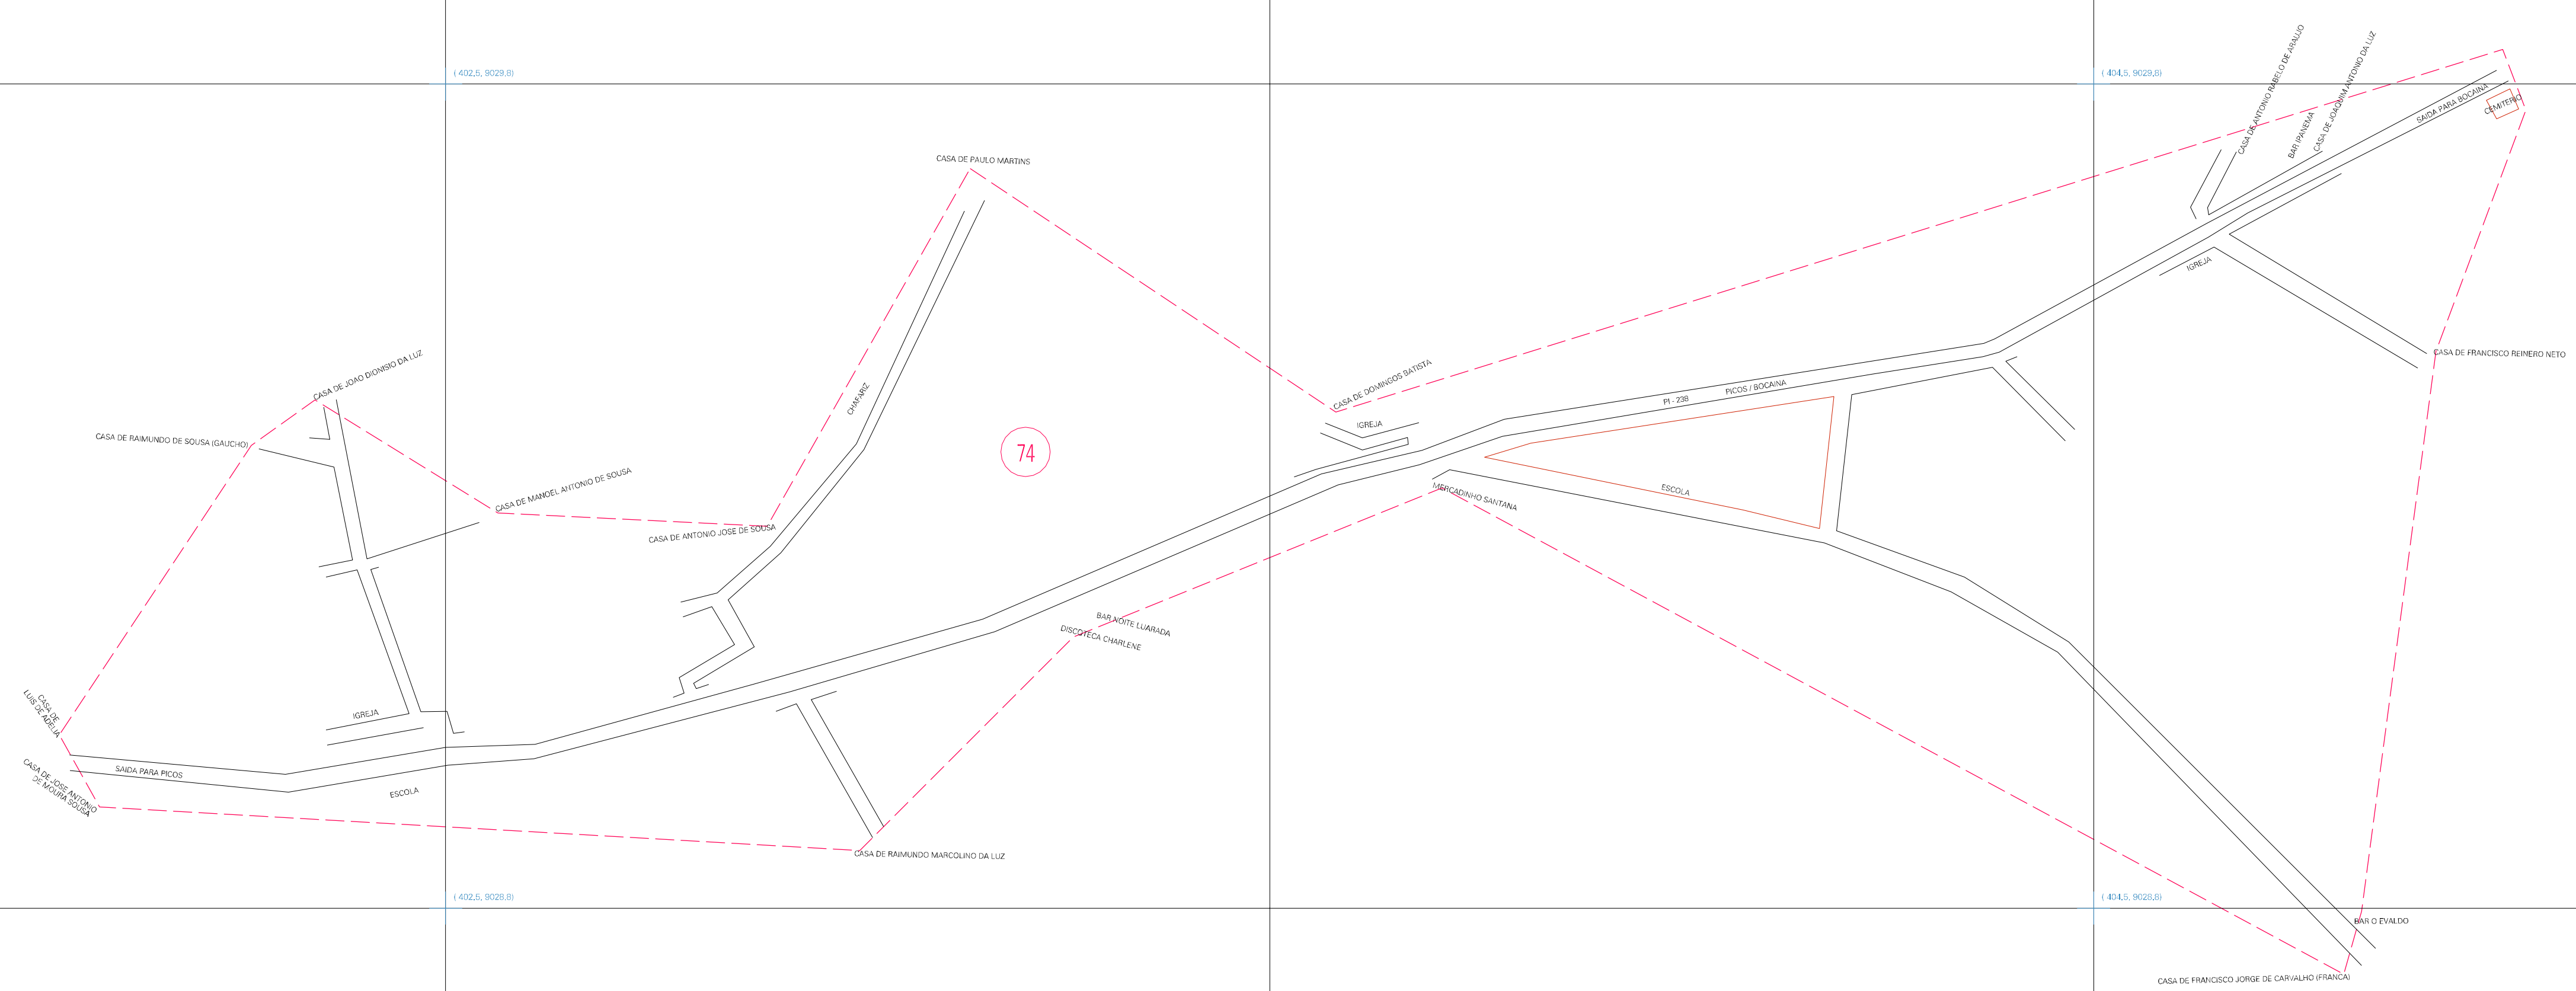 ( 402,5, 9029,8)
( 404,5, 9029,8)
CASA DE ANTONIO RABELO DE ARAUJO
BAR IPANEMA
CASA DE JOAQUIM ANTONIO DA LUZ
SAIDA PARA BOCAINA
CEMITERIO
CASA DE PAULO MARTINS
IGREJA
CASA DE FRANCISCO REINERO NETO
CASA DE JOAO DIONISIO DA LUZ
CHAFARIZ
CASA DE DOMINGOS BATISTA
PI - 238
PICOS / BOCAINA
IGREJA
CASA DE RAIMUNDO DE SOUSA (GAUCHO)
74
CASA DE MANOEL ANTONIO DE SOUSA
ESCOLA
MERCADINHO SANTANA
CASA DE ANTONIO JOSE DE SOUSA
BAR NOITE LUARADA
DISCOTECA CHARLENE
CASA DE
LUIS DE ADELIA
IGREJA
SAIDA PARA PICOS
CASA DE JOSE ANTONIO
DE MOURA SOUSA
ESCOLA
CASA DE RAIMUNDO MARCOLINO DA LUZ
( 402,5, 9028,8)
( 404,5, 9028,8)
BAR O EVALDO
CASA DE FRANCISCO JORGE DE CARVALHO (FRANCA)